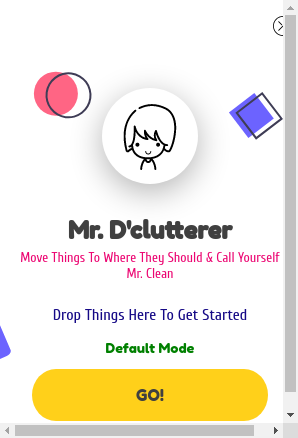 Mr. D'clutterer
Move Things To Where They Should & Call Yourself
Mr. Clean
Drop Things Here To Get Started
Default Mode
GO!